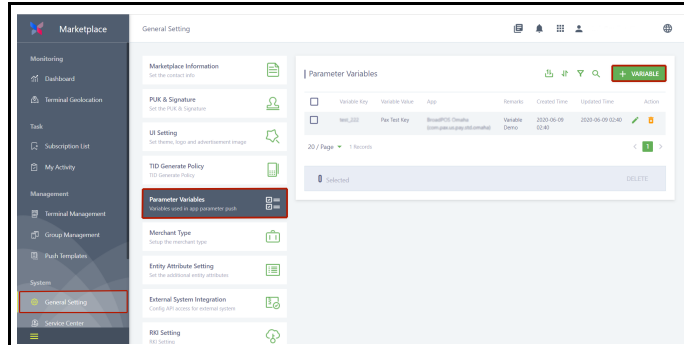 Marketplace
General Setting
Monitoring
Dashboard
Terminal Geolocation
Task
Subscription List
My Activity
Management
Terminal Management
Group Management
Push Templates
System
General Setting
Service Center
Marketplace Information
Set the contact info
PUK & Signature
Set the PUK & Signature
UI Setting
Set theme, logo and advertisement image
TID Generate Policy
TID Generate Policy
Parameter Variables
Variables used in app parameter push
Merchant Type
Setup the merchant type
Entity Attribute Setting
Set the additional entity attributes
External System Integration
Config API access for external system
RKI Setting
RKI Setting
Parameter Variables
+ VARIABLE
Variable Key Variable Value App Remarks Created Time Updated Time Action
test_222 Pax Test Key BroadPOS Omaha Variable 2020-06-09 2020-06-09 02:40
Demo 02:40
20 / Page 1 Records < 1 >
0 Selected DELETE